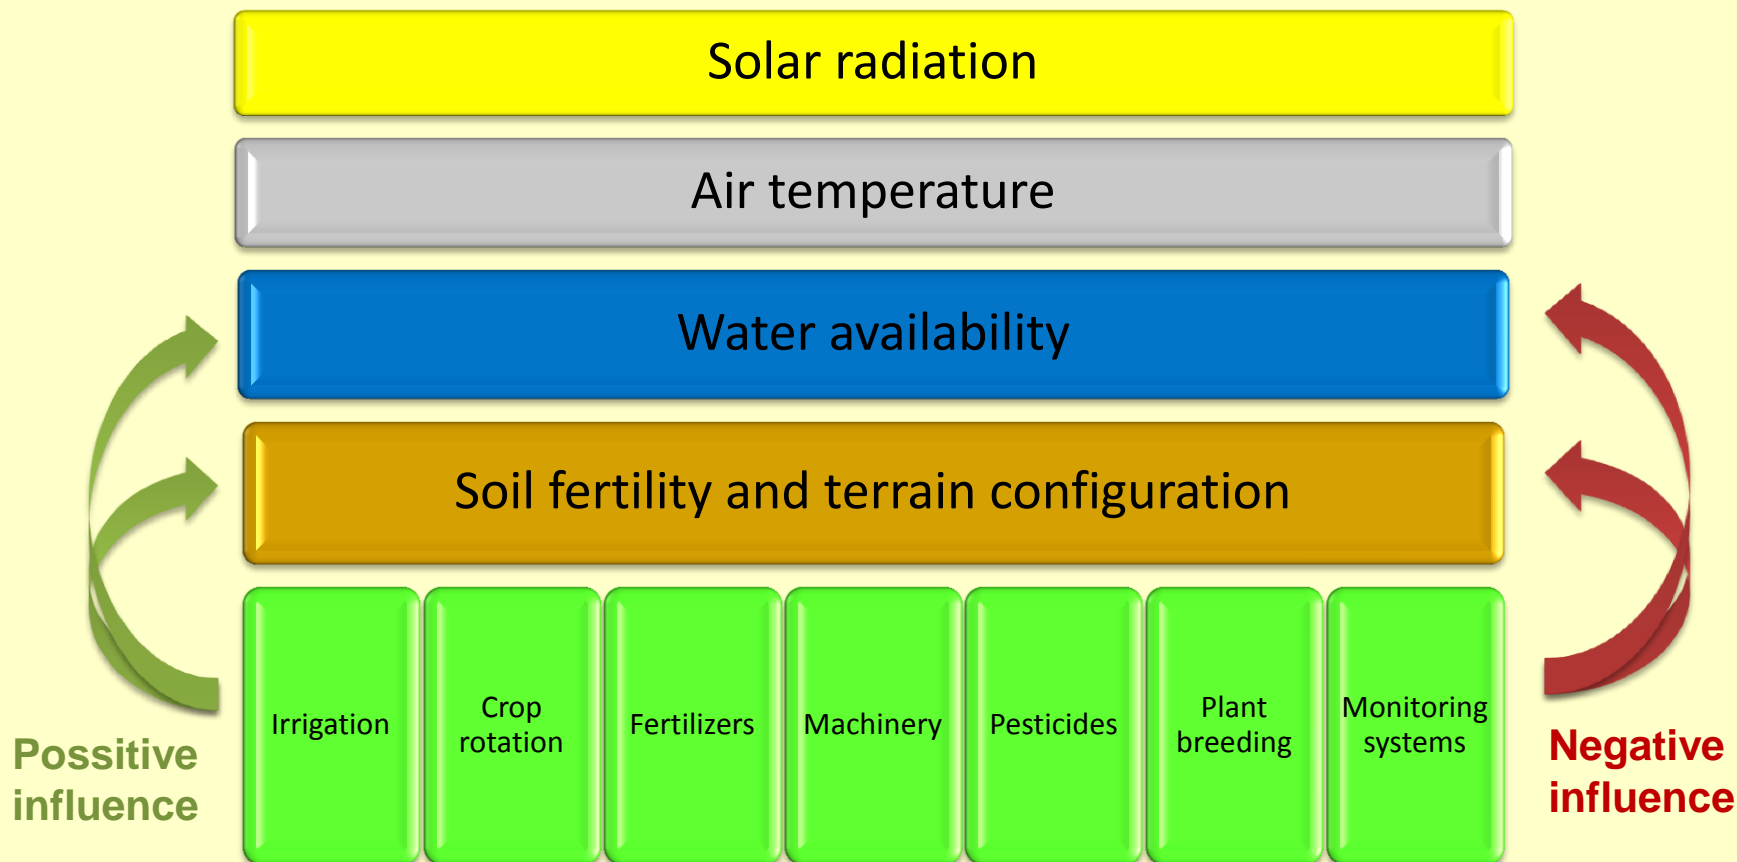 Solar radiation
Air temperature
Water availability
Soil fertility and terrain configuration
Irrigation
Crop
rotation
Fertilizers
Machinery
Pesticides
Plant
breeding
Monitoring
systems
Possitive
influence
Negative
influence